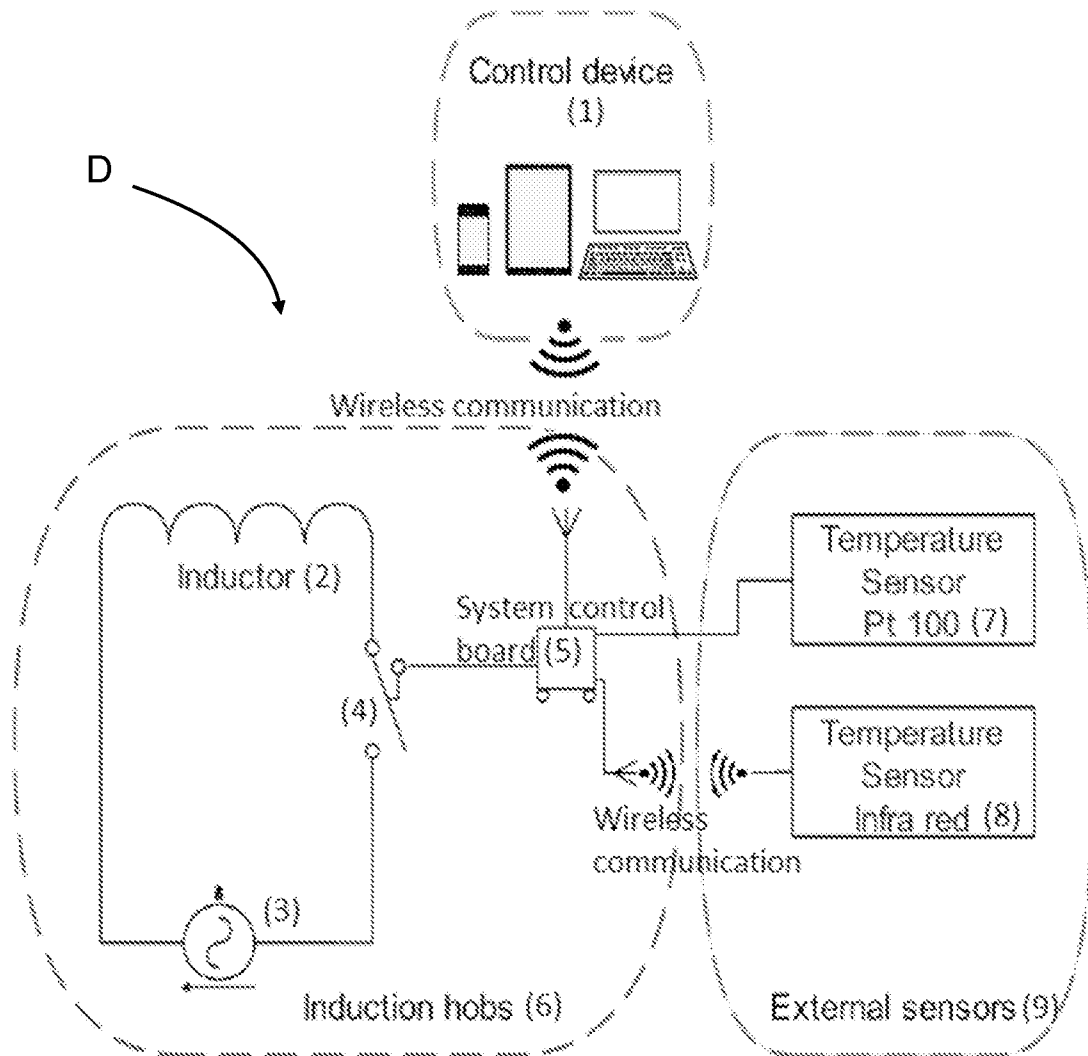 Control device
(1)
D
Wireless communication
Inductor (2)
System control
board (5)
(4)
Temperature
Sensor
Pt 100 (7)
Temperature
Sensor
Infra red (8)
Wireless
communication
(3)
Induction hobs (6)
External sensors (9)